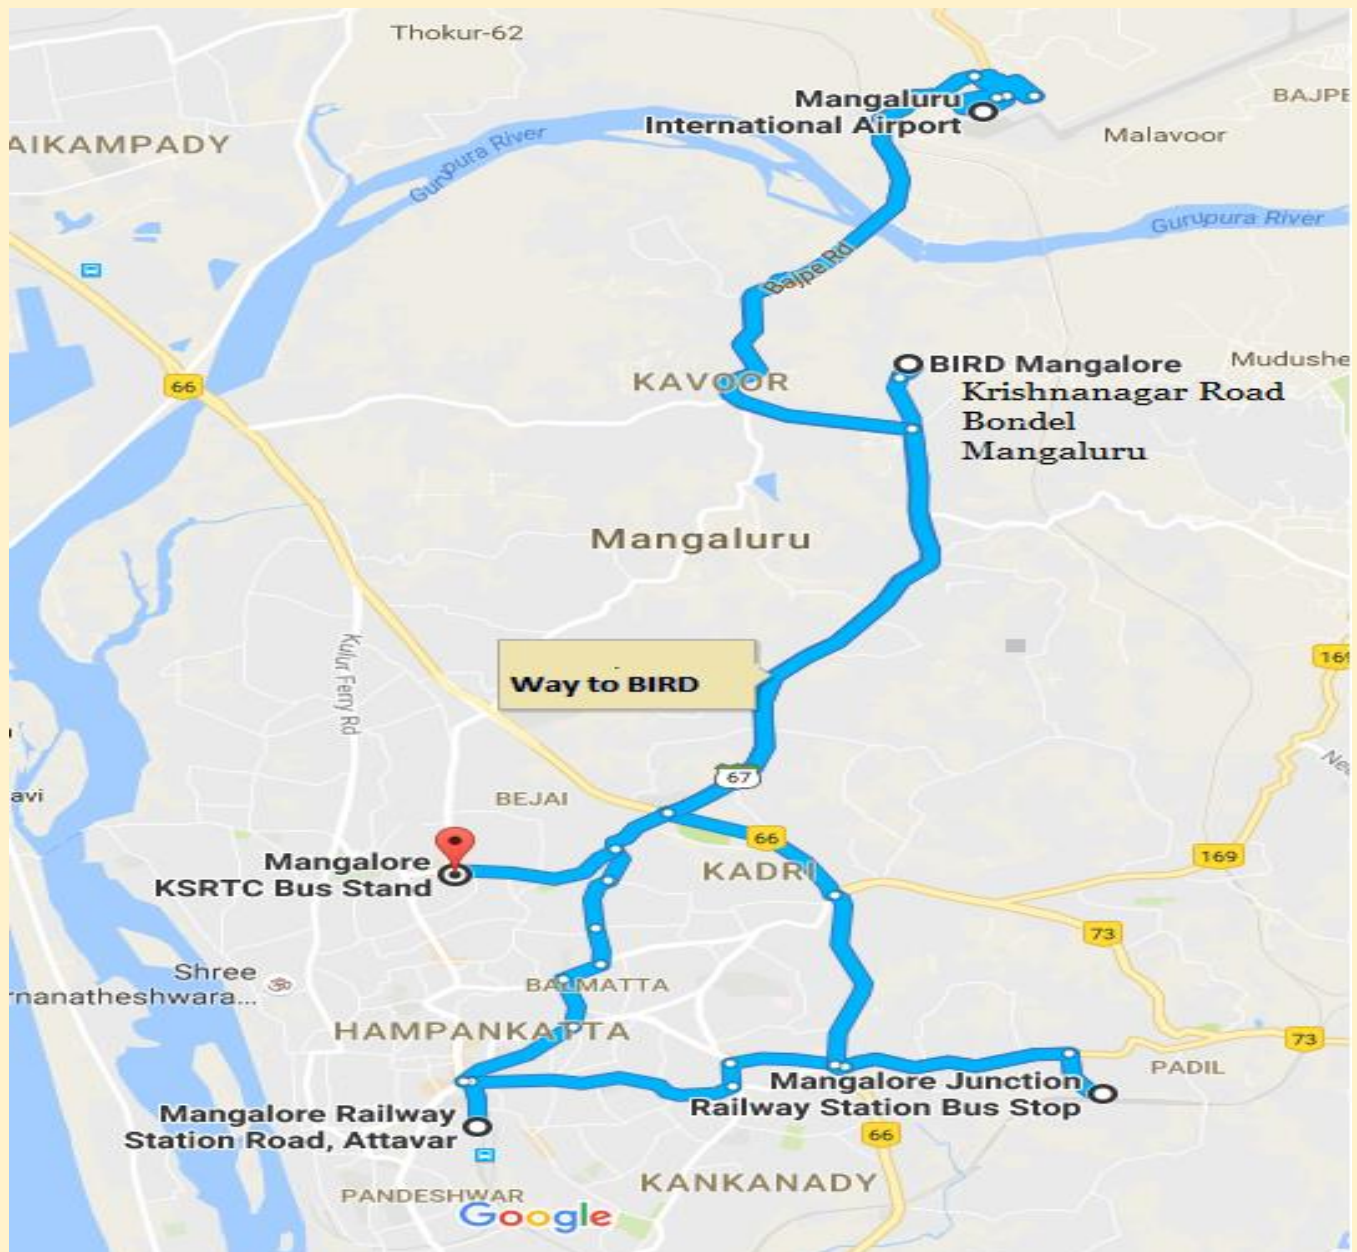 Thokur-62
Mangaluru
International Airport
BAJPE
Malavoor
AIKAMPADY
Gurupura River
Gurupura River
Bajpe Rd
66
KAVOOR
BIRD Mangalore
Krishnanagar Road
Bondel
Mangaluru
Mudushe
Mangaluru
Kulur Ferry Rd
Way to BIRD
169
67
Nee
avi
BEJAI
66
Mangalore
KSRTC Bus Stand
KADRI
169
73
Shree
rnanatheshwara...
BALMATTA
HAMPANKATTA
73
PADIL
Mangalore Junction
Railway Station Bus Stop
Mangalore Railway
Station Road, Attavar
66
KANKANADY
PANDESHWAR
Google